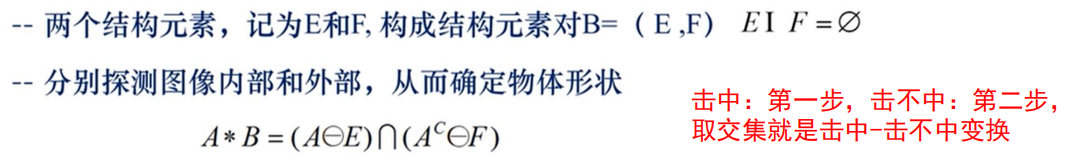 -- 两个结构元素，记为E和F, 构成结构元素对B=（E ,F） E I F = ∅
-- 分别探测图像内部和外部，从而确定物体形状
A * B = (A⊖E)⋂(A^C⊖F)
击中：第一步，击不中：第二步，
取交集就是击中-击不中变换